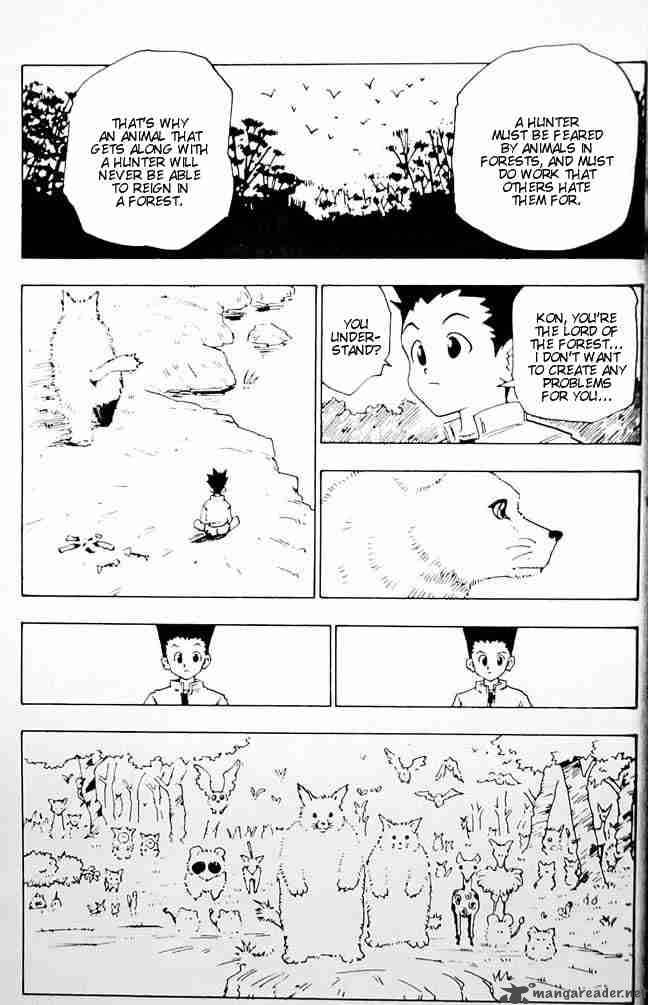 A HUNTER
MUST BE FEARED
BY ANIMALS IN
FORESTS, AND MUST
DO WORK THAT
OTHERS HATE
THEM FOR.
THAT'S WHY
AN ANIMAL THAT
GETS ALONG WITH
A HUNTER WILL
NEVER BE ABLE
TO REIGN IN
A FOREST.
KON, YOU'RE
THE LORD OF
THE FOREST...
I DON'T WANT
TO CREATE ANY
PROBLEMS
FOR YOU...
YOU
UNDER-
STAND?
mangareader.net